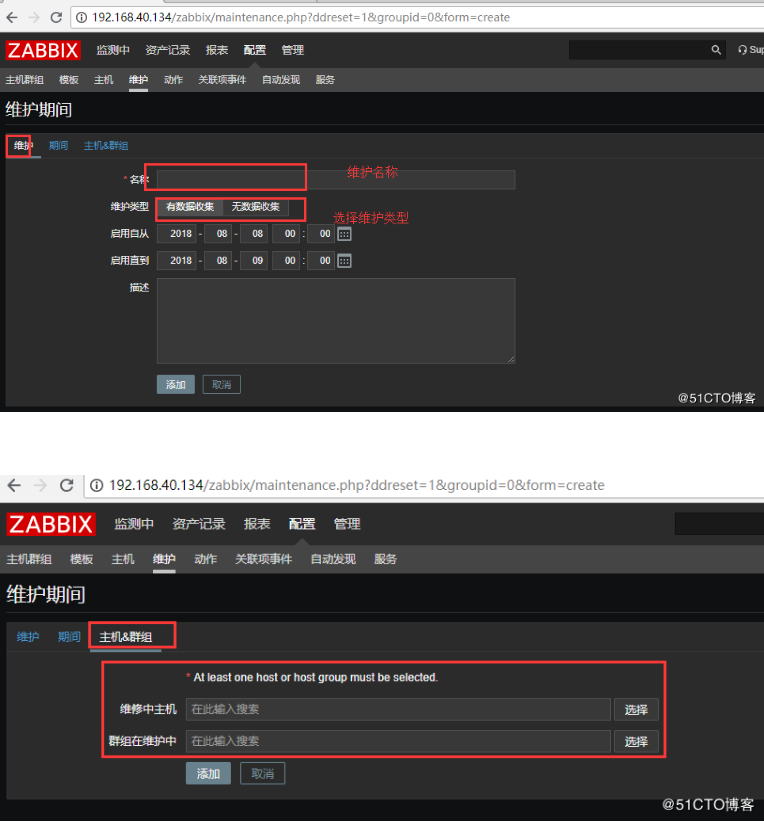 192.168.40.134/zabbix/maintenance.php?ddreset=1&groupid=0&form=create
ZABBIX 监测中 资产记录 报表 配置 管理 Sup
主机群组 模板 主机 维护 动作 关联项事件 自动发现 服务
维护期间
维护 期间 主机&群组
* 名称 维护名称
维护类型 有数据收集 无数据收集 选择维护类型
启用自从 2018 - 08 - 08 00 : 00
启用直到 2018 - 08 - 09 00 : 00
描述
添加 取消
@51CTO博客
192.168.40.134/zabbix/maintenance.php?ddreset=1&groupid=0&form=create
ZABBIX 监测中 资产记录 报表 配置 管理
主机群组 模板 主机 维护 动作 关联项事件 自动发现 服务
维护期间
维护 期间 主机&群组
* At least one host or host group must be selected.
维修中主机 在此输入搜索 选择
群组在维护中 在此输入搜索 选择
添加 取消
@51CTO博客